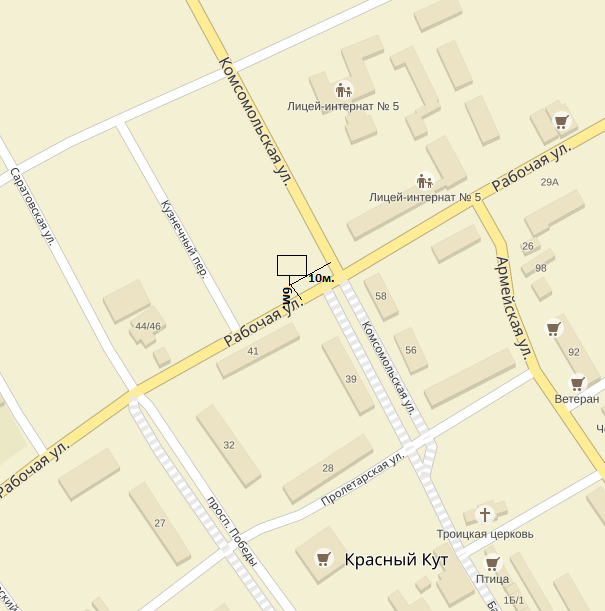 Комсомольская ул.
Лицей-интернат № 5
Рабочая ул.
29А
Лицей-интернат № 5
Саратовская ул.
Кузнечный пер.
26
98
Армейская ул.
10м.
6м
58
Рабочая ул.
44/46
41
Комсомольская ул.
56
92
39
Ветеран
32
Рабочая ул.
28
Пролетарская ул.
27
просп. Победы
Троицкая церковь
Красный Кут
Птица
1Б/1